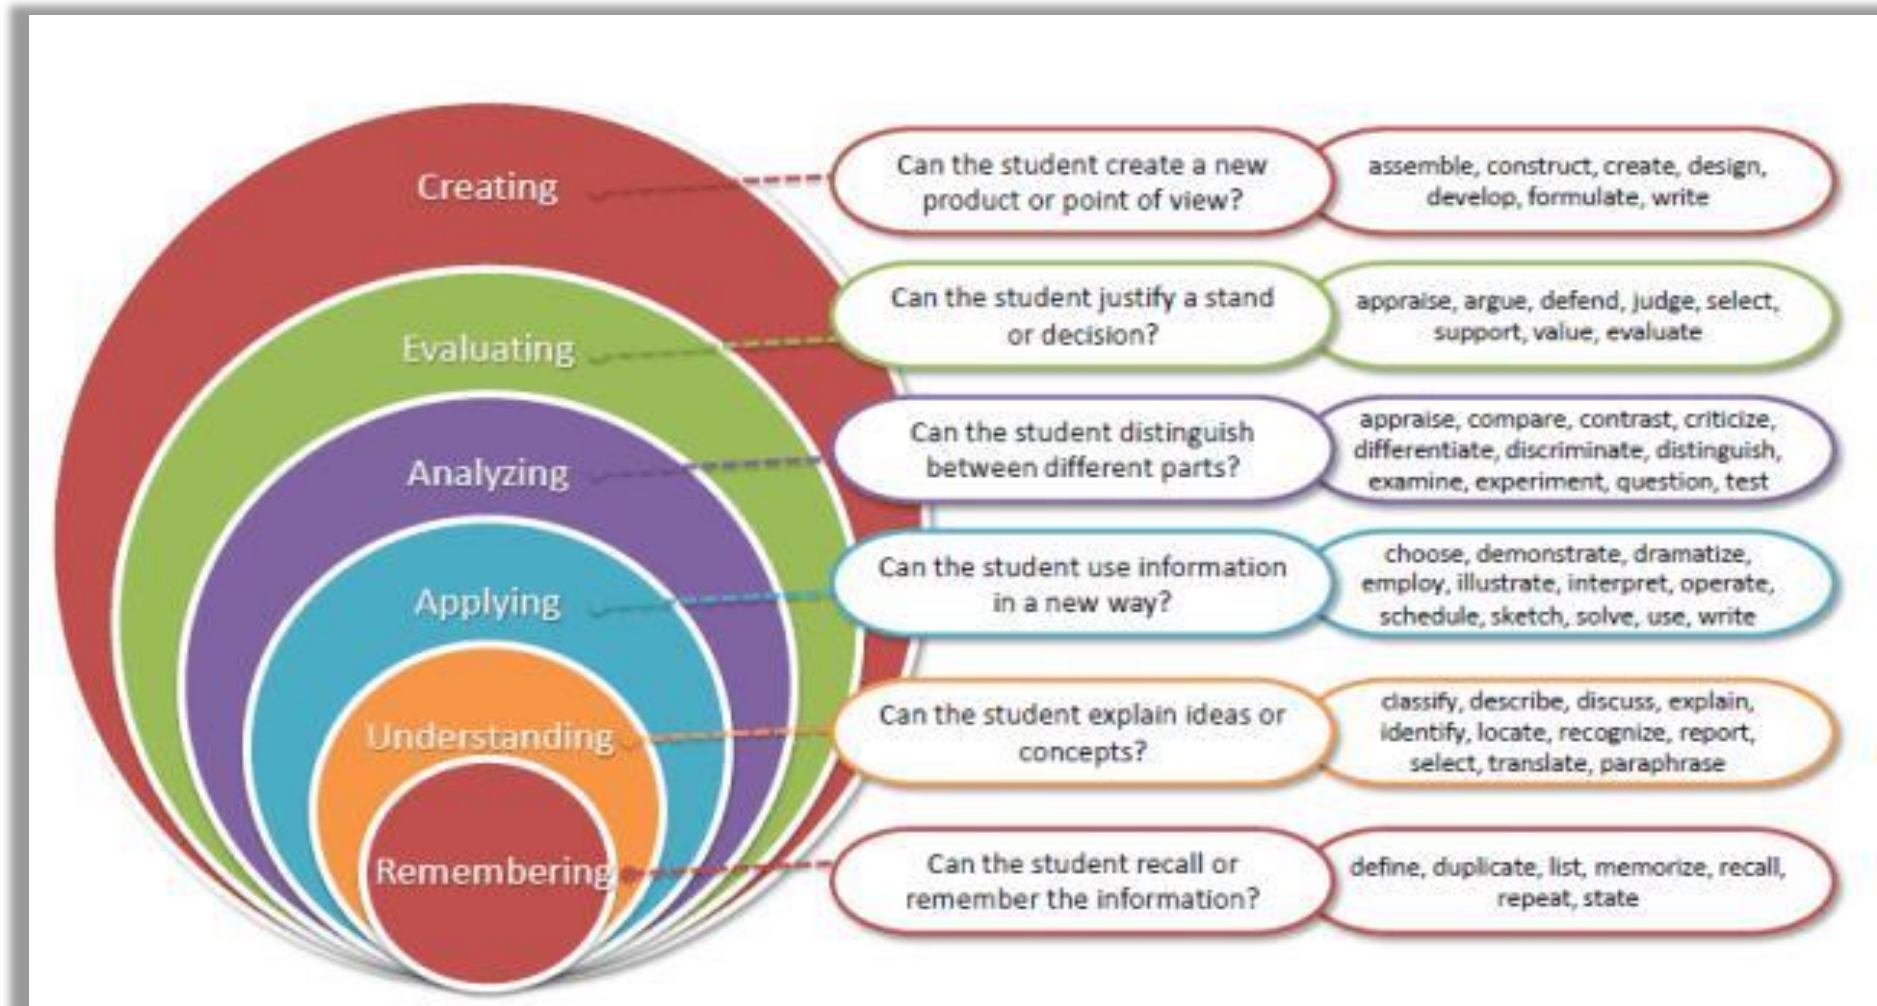 Creating
Can the student create a new
product or point of view?
assemble, construct, create, design,
develop, formulate, write
Evaluating
Can the student justify a stand
or decision?
appraise, argue, defend, judge, select,
support, value, evaluate
Analyzing
Can the student distinguish
between different parts?
appraise, compare, contrast, criticize,
differentiate, discriminate, distinguish,
examine, experiment, question, test
Applying
Can the student use information
in a new way?
choose, demonstrate, dramatize,
employ, illustrate, interpret, operate,
schedule, sketch, solve, use, write
Understanding
Can the student explain ideas or
concepts?
classify, describe, discuss, explain,
identify, locate, recognize, report,
select, translate, paraphrase
Remembering
Can the student recall or
remember the information?
define, duplicate, list, memorize, recall,
repeat, state